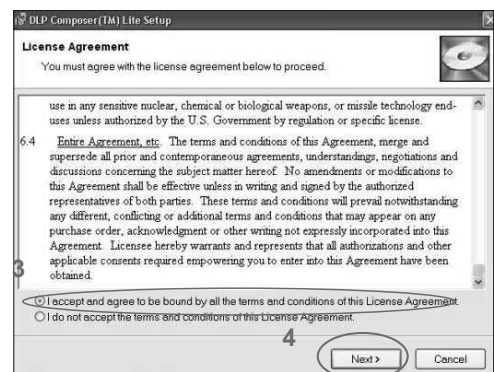 DLP Composer(TM) Lite Setup
License Agreement
You must agree with the license agreement below to proceed.
use in any sensitive nuclear, chemical or biological weapons, or missile technology end-
uses unless authorized by the U.S. Government by regulation or specific license.
6.4 Entire Agreement, etc. The terms and conditions of this Agreement, merge and
supersede all prior and contemporaneous agreements, understandings, negotiations and
discussions concerning the subject matter hereof. No amendments or modifications to
this Agreement shall be effective unless in writing and signed by the authorized
representatives of both parties. These terms and conditions will prevail notwithstanding
any different, conflicting or additional terms and conditions that may appear on any
purchase order, acknowledgment or other writing not expressly incorporated into this
Agreement. Licensee hereby warrants and represents that all authorizations and other
applicable consents required empowering you to enter into this Agreement have been
obtained.
3
I accept and agree to be bound by all the terms and conditions of this License Agreement.
I do not accept the terms and conditions of this License Agreement.
4
Next > Cancel